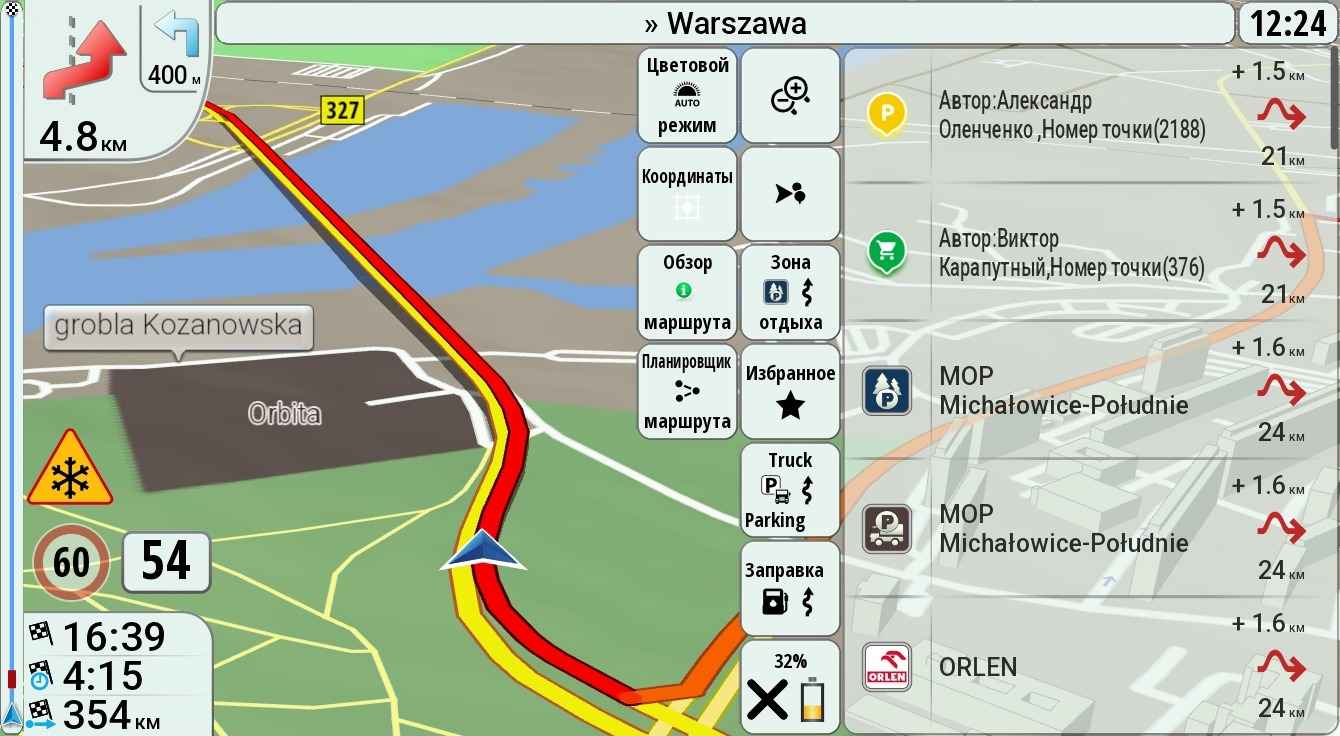 » Warszawa
12:24
400 м
4.8 км
327
grobla Kozanowska
Orbita
60
54
16:39
4:15
354 км
Цветовой
AUTO
режим
Координаты
Обзор
маршрута
Зона
отдыха
Планировщик
маршрута
Избранное
Truck
P
Parking
Заправка
32%
P
Автор:Александр
Оленченко ,Номер точки(2188)
+ 1.5 км
21 км
Автор:Виктор
Карапутный,Номер точки(376)
+ 1.5 км
21 км
P
MOP
Michałowice-Południe
+ 1.6 км
24 км
P
MOP
Michałowice-Południe
+ 1.6 км
24 км
ORLEN
ORLEN
+ 1.6 км
24 км